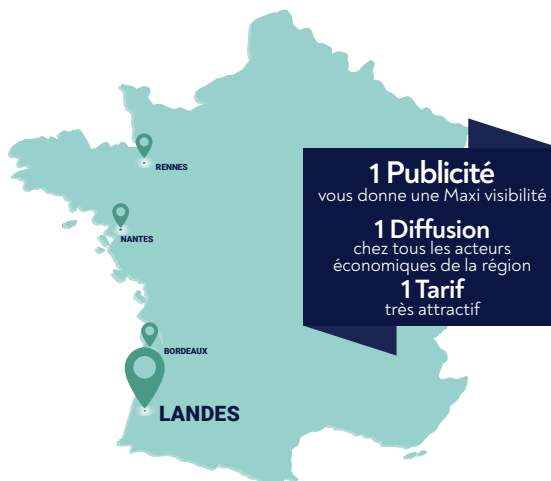 RENNES
NANTES
BORDEAUX
LANDES
1 Publicité
vous donne une Maxi visibilité
1 Diffusion
chez tous les acteurs
économiques de la région
1 Tarif
très attractif